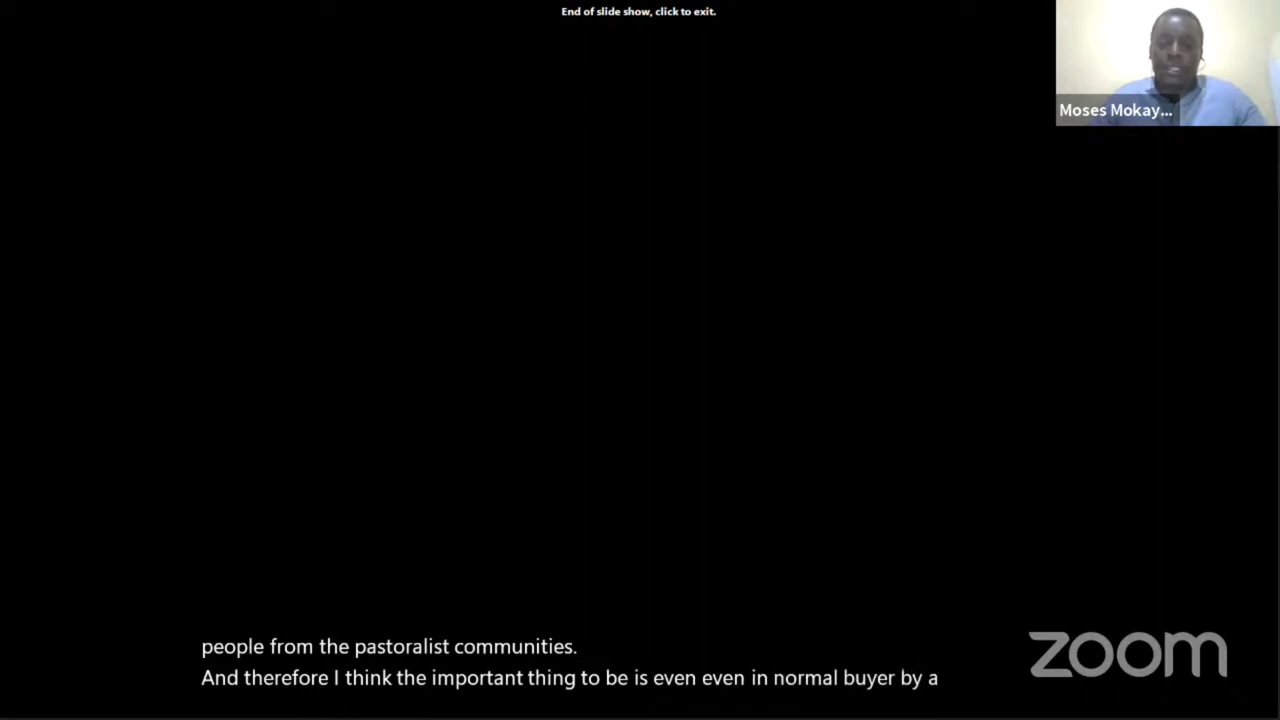 End of slide show, click to exit.
Moses Mokay...
people from the pastoralist communities.
And therefore I think the important thing to be is even even in normal buyer by a
zoom